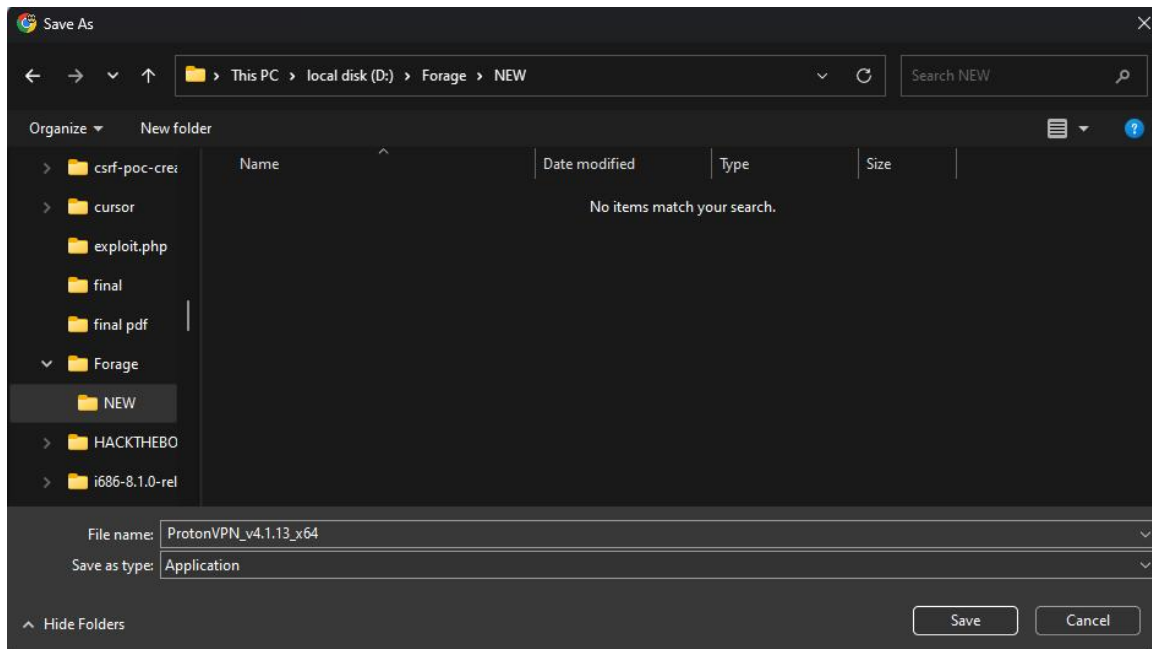 Save As
This PC > local disk (D:) > Forage > NEW
Search NEW
Organize
New folder
Name
Date modified
Type
Size
No items match your search.
csrf-poc-crea
cursor
exploit.php
final
final pdf
Forage
NEW
HACKTHEBO
i686-8.1.0-rel
File name: ProtonVPN_v4.1.13_x64
Save as type: Application
Hide Folders
Save
Cancel